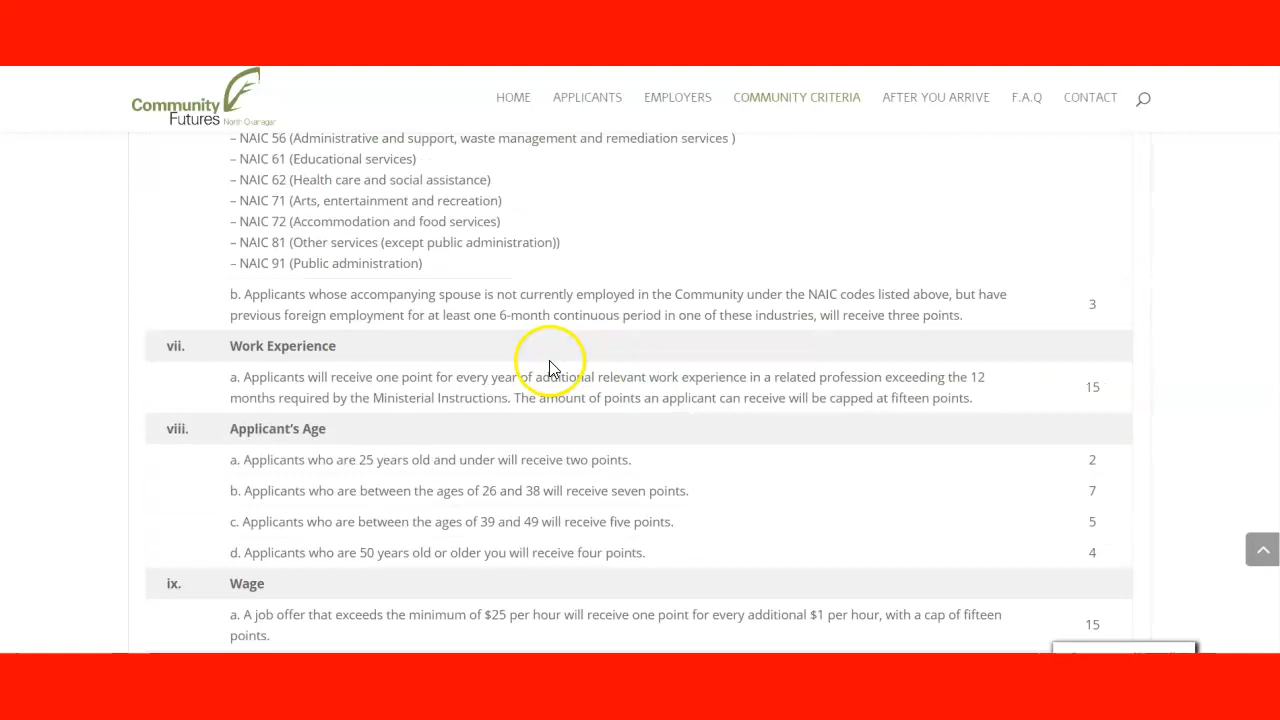 Community
Futures
North Okanagan
HOME
APPLICANTS
EMPLOYERS
COMMUNITY CRITERIA
AFTER YOU ARRIVE
F.A.Q
CONTACT
– NAIC 56 (Administrative and support, waste management and remediation services )
– NAIC 61 (Educational services)
– NAIC 62 (Health care and social assistance)
– NAIC 71 (Arts, entertainment and recreation)
– NAIC 72 (Accommodation and food services)
– NAIC 81 (Other services (except public administration))
– NAIC 91 (Public administration)
b. Applicants whose accompanying spouse is not currently employed in the Community under the NAIC codes listed above, but have
previous foreign employment for at least one 6-month continuous period in one of these industries, will receive three points.
3
vii. Work Experience
a. Applicants will receive one point for every year of additional relevant work experience in a related profession exceeding the 12
months required by the Ministerial Instructions. The amount of points an applicant can receive will be capped at fifteen points.
15
viii. Applicant's Age
a. Applicants who are 25 years old and under will receive two points. 2
b. Applicants who are between the ages of 26 and 38 will receive seven points. 7
c. Applicants who are between the ages of 39 and 49 will receive five points. 5
d. Applicants who are 50 years old or older you will receive four points. 4
ix. Wage
a. A job offer that exceeds the minimum of $25 per hour will receive one point for every additional $1 per hour, with a cap of fifteen
points.
15